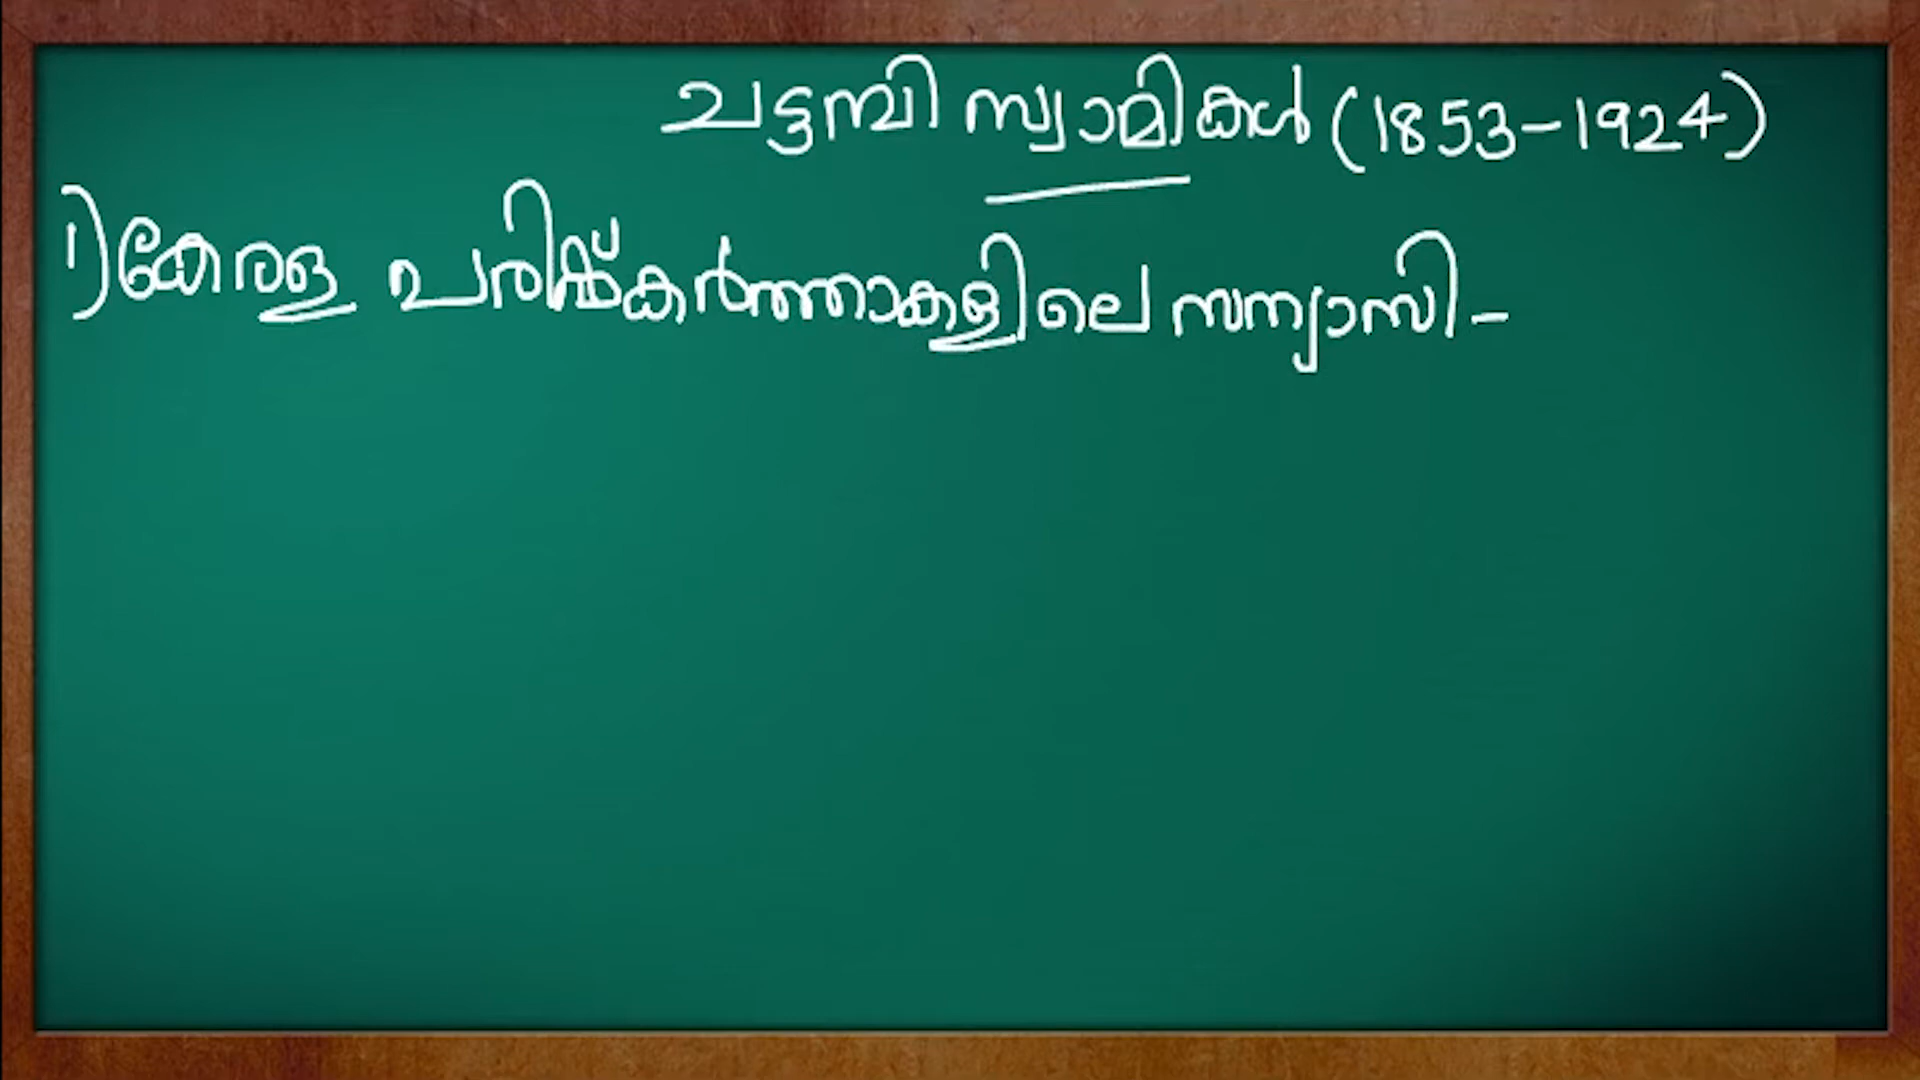 ചട്ടമ്പി സ്വാമികൾ (1853-1924)
1) കേരള പരിഷ്കർത്താകളിലെ സന്യാസി -